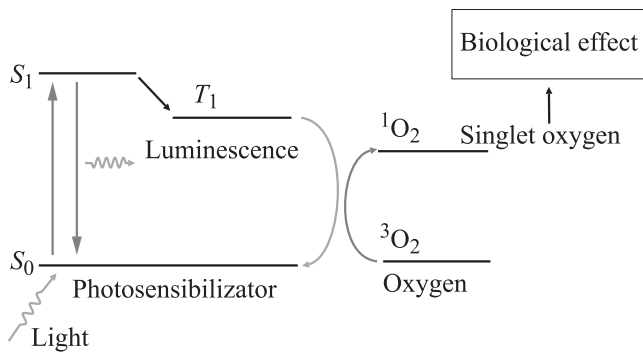 Biological effect
S1
T1
1O2
Luminescence
Singlet oxygen
S0
3O2
Photosensibilizator
Oxygen
Light